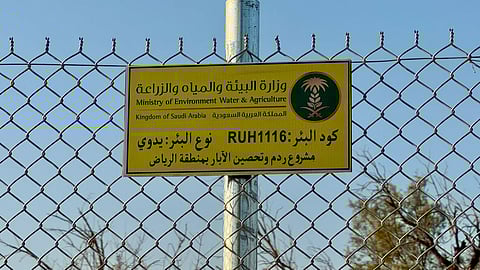 وزارة البيئة والمياه والزراعة
Ministry of Environment Water & Agriculture
Kingdom of Saudi Arabia المملكة العربية السعودية
كود البئر: RUH1116 نوع البئر: يدوي
مشروع ردم وتحصين الآبار بمنطقة الرياض